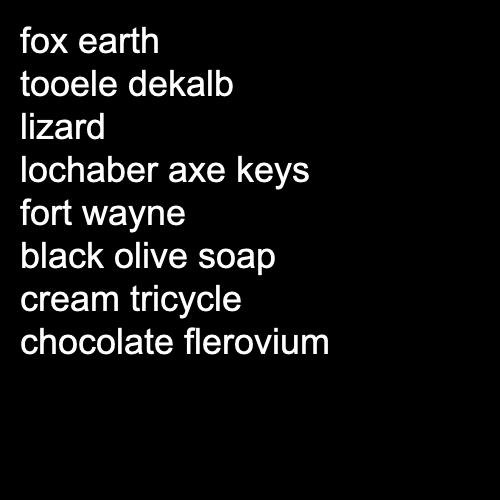 fox earth
tooele dekalb
lizard
lochaber axe keys
fort wayne
black olive soap
cream tricycle
chocolate flerovium